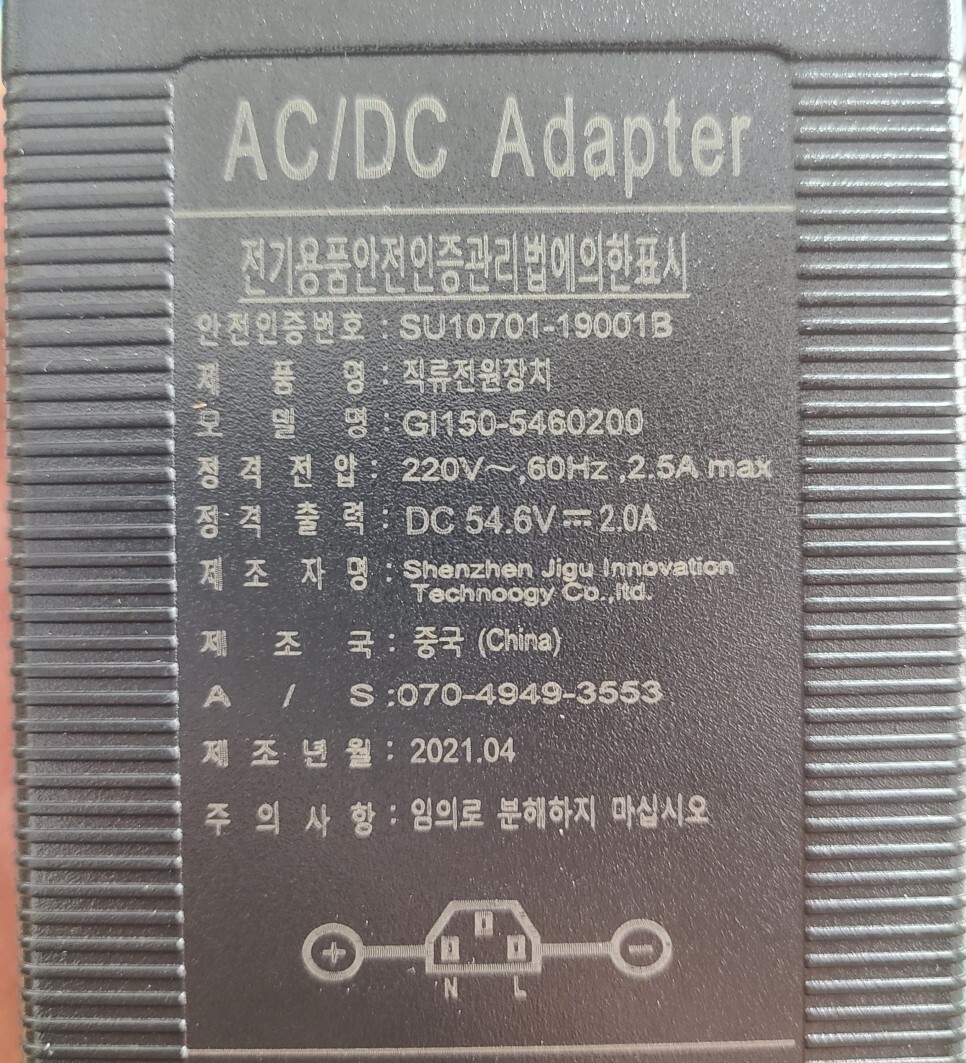 AC/DC Adapter
전기용품안전인증관리법에의한표시
안전인증번호 : SU10701-19001B
제 품 명 : 직류전원장치
모 델 명 : GI150-5460200
정 격 전 압 : 220V～,60Hz ,2.5A max
정 격 출 력 : DC 54.6V⎓2.0A
제 조 자 명 : Shenzhen Jigu Innovation
Technoogy Co.,ltd.
제 조 국 : 중국 (China)
A / S :070-4949-3553
제 조 년 월 : 2021.04
주 의 사 항 : 임의로 분해하지 마십시오
+ −
N L